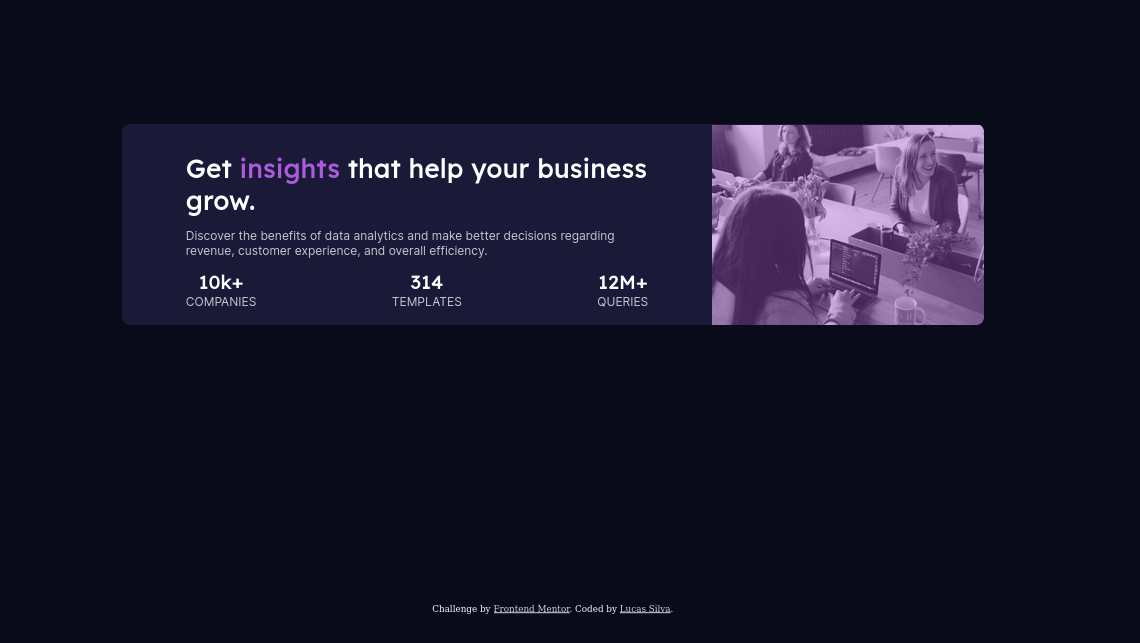 Get insights that help your business
grow.
Discover the benefits of data analytics and make better decisions regarding
revenue, customer experience, and overall efficiency.
10k+ 314 12M+
COMPANIES TEMPLATES QUERIES
Challenge by Frontend Mentor. Coded by Lucas Silva.